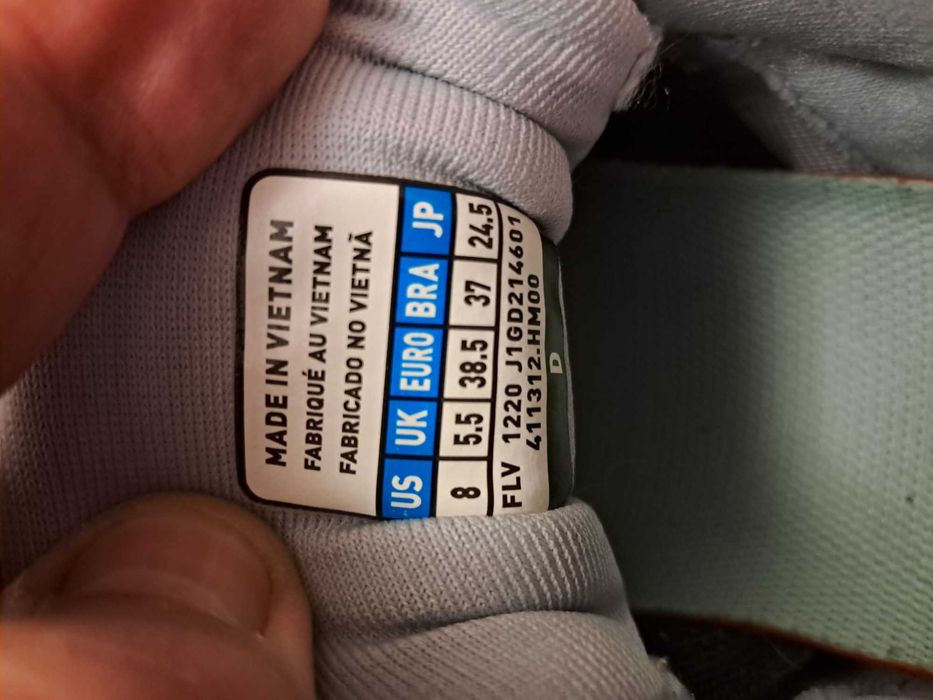 MADE IN VIETNAM
FABRIQUÉ AU VIETNAM
FABRICADO NO VIETNÃ
US UK EURO BRA JP
8 5.5 38.5 37 24.5
FLV 1220 J1GD214601
411312.HM00
D